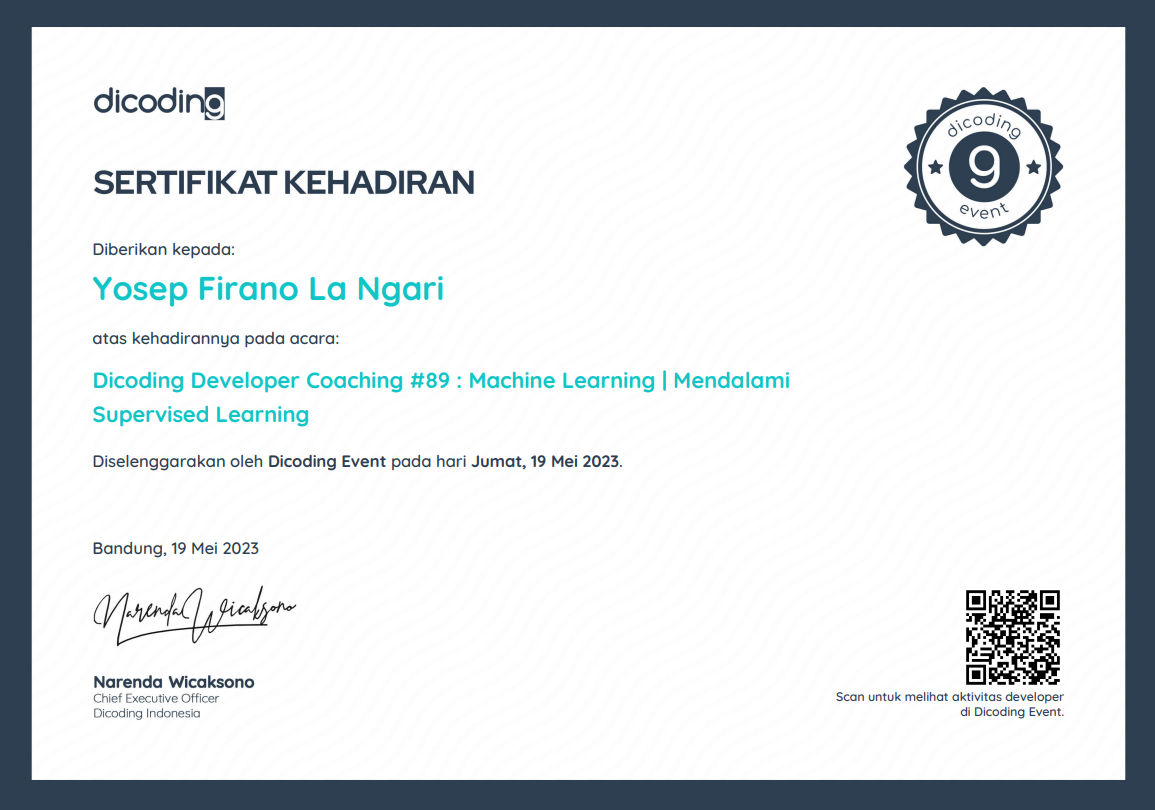 dicoding
dicoding
g
event
SERTIFIKAT KEHADIRAN
Diberikan kepada:
Yosep Firano La Ngari
atas kehadirannya pada acara:
Dicoding Developer Coaching #89 : Machine Learning | Mendalami
Supervised Learning
Diselenggarakan oleh Dicoding Event pada hari Jumat, 19 Mei 2023.
Bandung, 19 Mei 2023
Narenda Wicaksono
Narenda Wicaksono
Chief Executive Officer
Dicoding Indonesia
Scan untuk melihat aktivitas developer
di Dicoding Event.